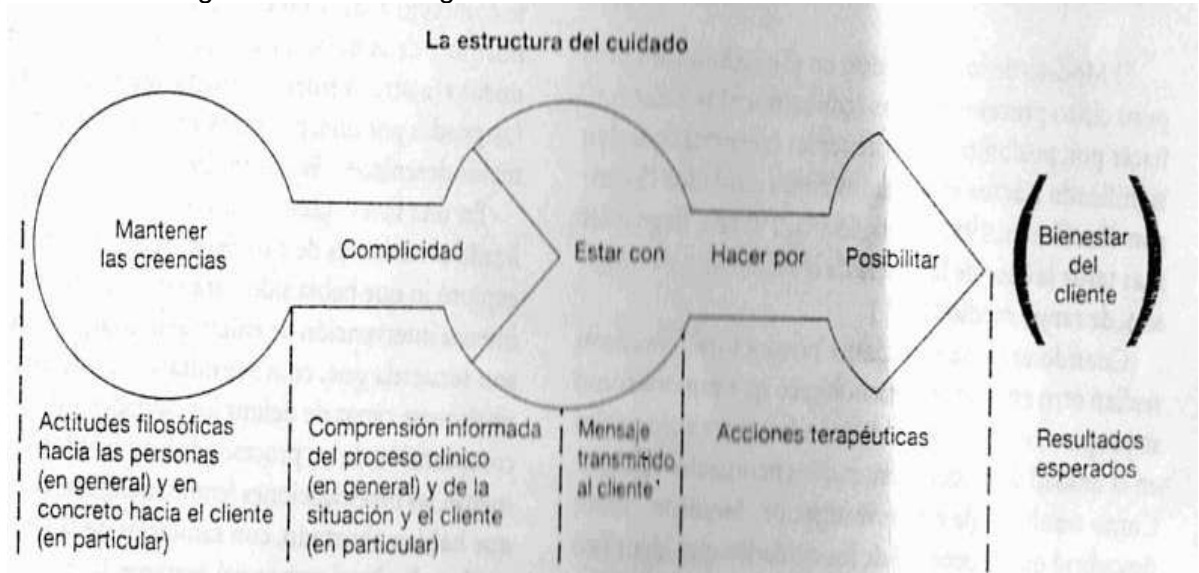 La estructura del cuidado
Mantener
las creencias
Complicidad
Estar con
Hacer por
Posibilitar
Bienestar
del
cliente
Actitudes filosóficas
hacia las personas
(en general) y en
concreto hacia el cliente
(en particular)
Comprensión informada
del proceso clínico
(en general) y de la
situación y el cliente
(en particular)
Mensaje
transmitido
al cliente
Acciones terapéuticas
Resultados
esperados